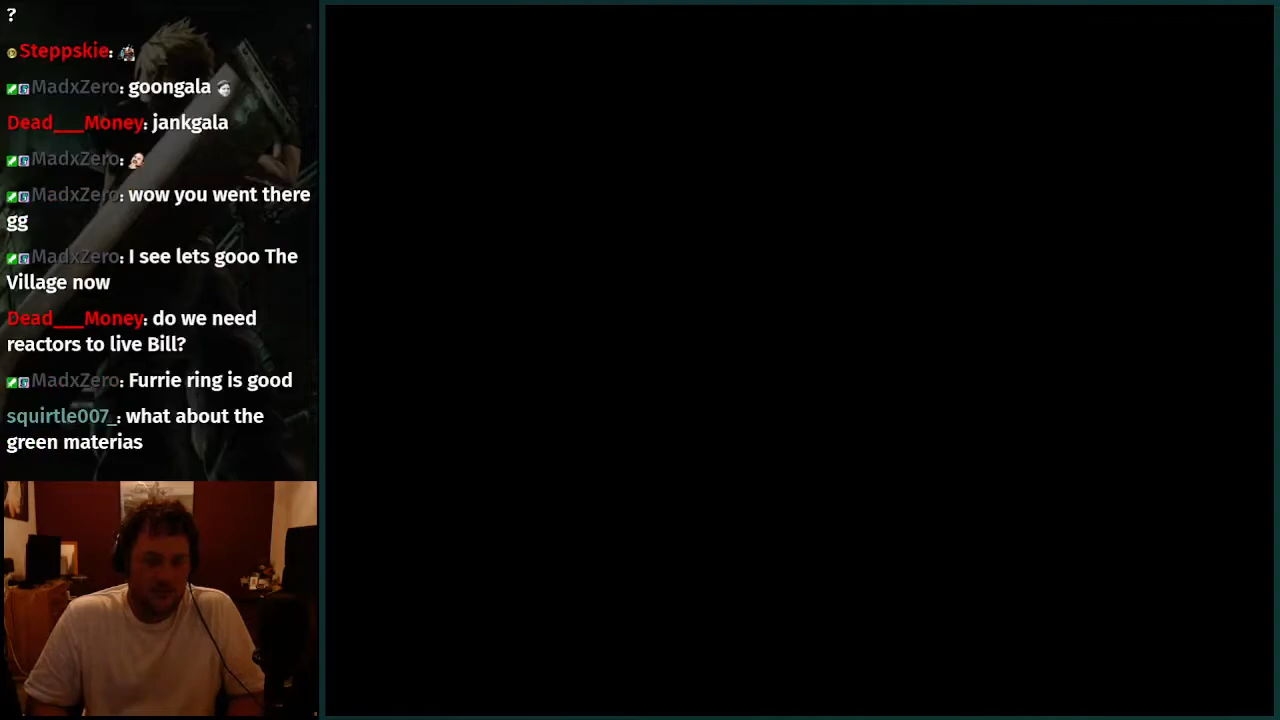 ?
Steppskie:
MadxZero: goongala
Dead___Money: jankgala
MadxZero:
MadxZero: wow you went there
gg
MadxZero: I see lets gooo The
Village now
Dead___Money: do we need
reactors to live Bill?
MadxZero: Furrie ring is good
squirtle007_: what about the
green materias